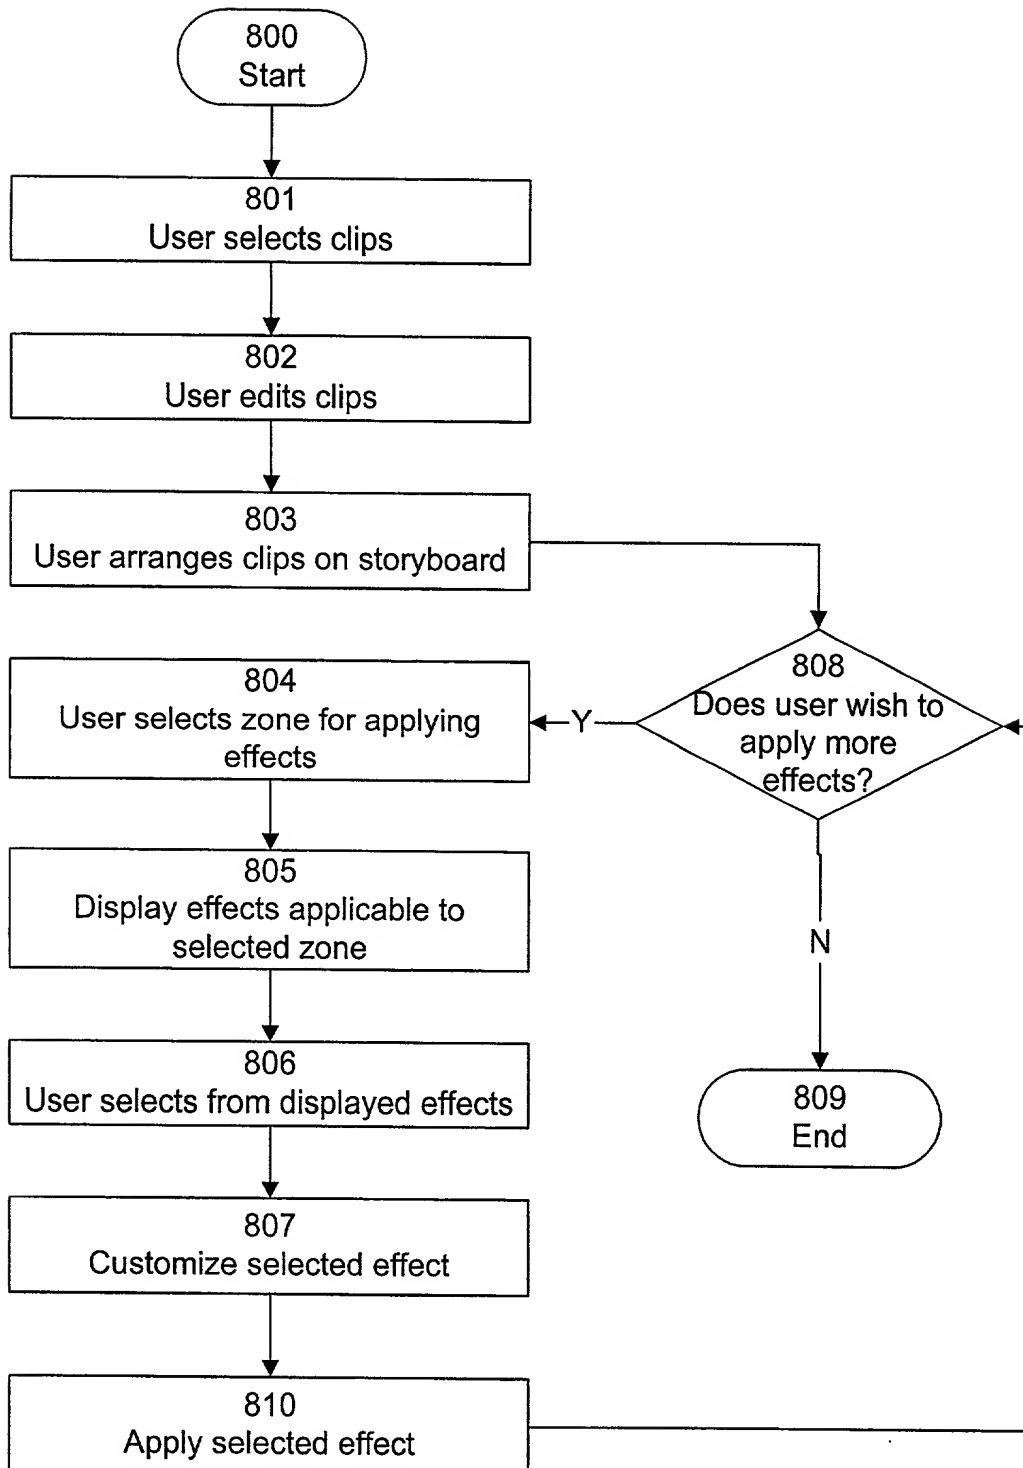 800
Start
801
User selects clips
802
User edits clips
803
User arranges clips on storyboard
804
User selects zone for applying
effects
808
Does user wish to
apply more
effects?
Y
805
Display effects applicable to
selected zone
N
806
User selects from displayed effects
809
End
807
Customize selected effect
810
Apply selected effect